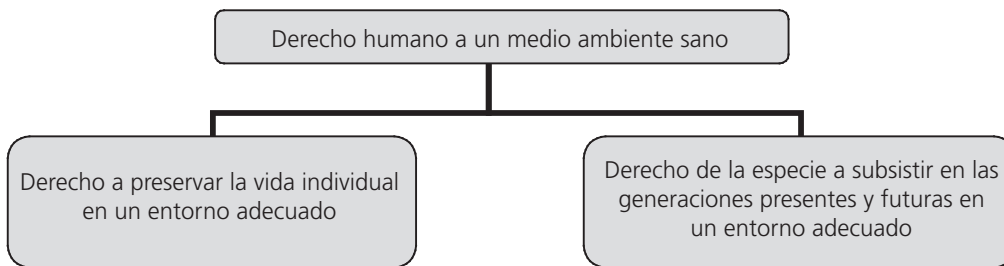 Derecho humano a un medio ambiente sano
Derecho a preservar la vida individual
en un entorno adecuado
Derecho de la especie a subsistir en las
generaciones presentes y futuras en
un entorno adecuado